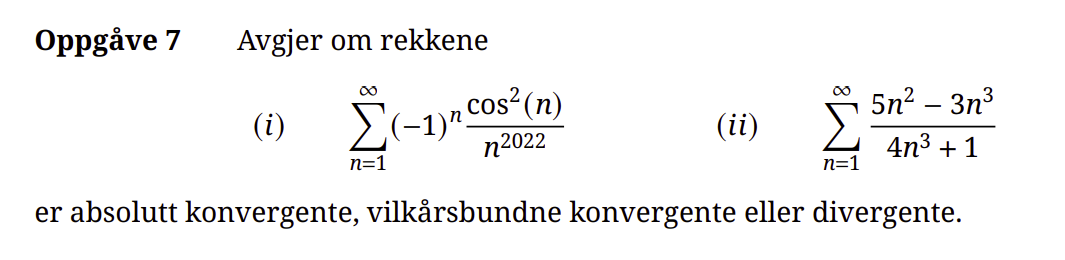 Oppgåve 7 Avgjer om rekkene
(i) ∑_{n=1}^{∞} (−1)^n cos²(n) / n^{2022} (ii) ∑_{n=1}^{∞} (5n² − 3n³) / (4n³ + 1)
er absolutt konvergente, vilkårsbundne konvergente eller divergente.